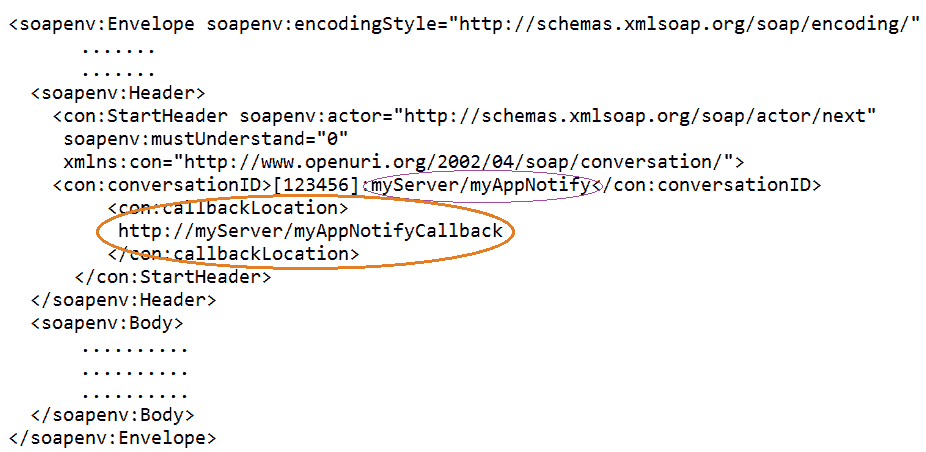 <soapenv:Envelope soapenv:encodingStyle="http://schemas.xmlsoap.org/soap/encoding/"
.......
.......
<soapenv:Header>
<con:StartHeader soapenv:actor="http://schemas.xmlsoap.org/soap/actor/next"
soapenv:mustUnderstand="0"
xmlns:con="http://www.openuri.org/2002/04/soap/conversation/">
<con:conversationID>[123456]:myServer/myAppNotify</con:conversationID>
<con:callbackLocation>
http://myServer/myAppNotifyCallback
</con:callbackLocation>
</con:StartHeader>
</soapenv:Header>
<soapenv:Body>
..........
..........
..........
</soapenv:Body>
</soapenv:Envelope>